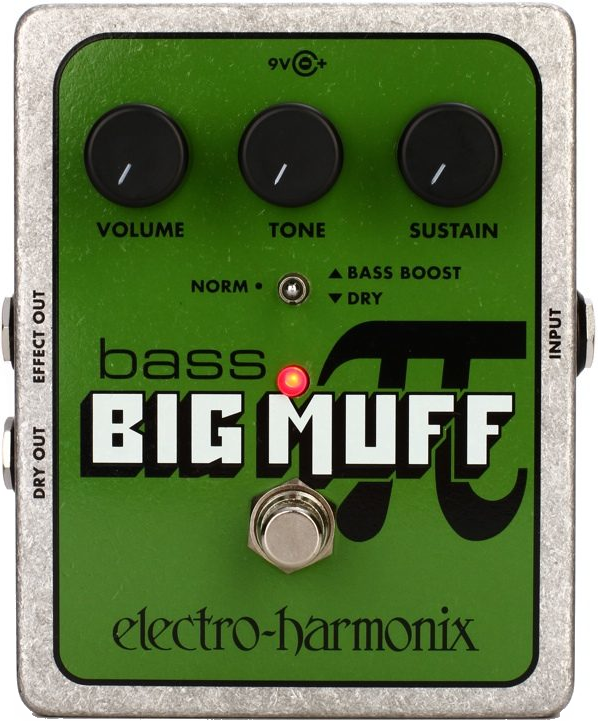 9V +
VOLUME TONE SUSTAIN
NORM • ▲ BASS BOOST
▼ DRY
EFFECT OUT
INPUT
bass π
BIG MUFF
DRY OUT
electro-harmonix